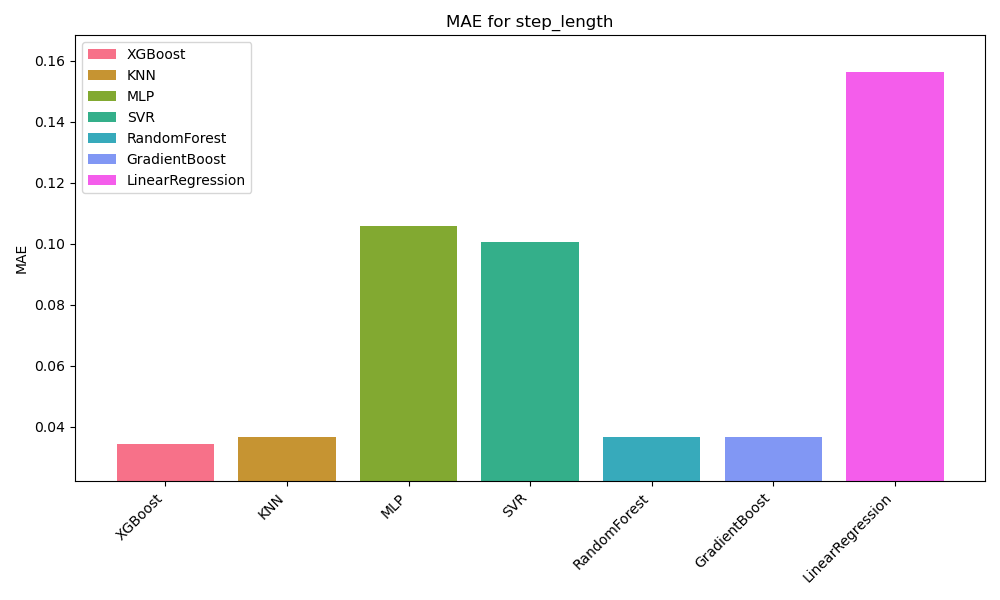 MAE for step_length
XGBoost
KNN
MLP
SVR
RandomForest
GradientBoost
LinearRegression
MAE
0.16
0.14
0.12
0.10
0.08
0.06
0.04
XGBoost
KNN
MLP
SVR
RandomForest
GradientBoost
LinearRegression